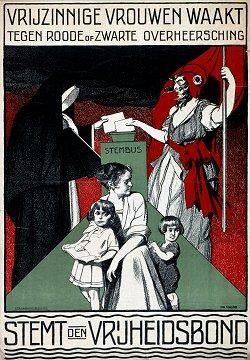 VRIJZINNIGE VROUWEN WAAKT
TEGEN ROODE OF ZWARTE OVERHEERSCHING
STEMBUS
STEMT DEN VRIJHEIDSBOND